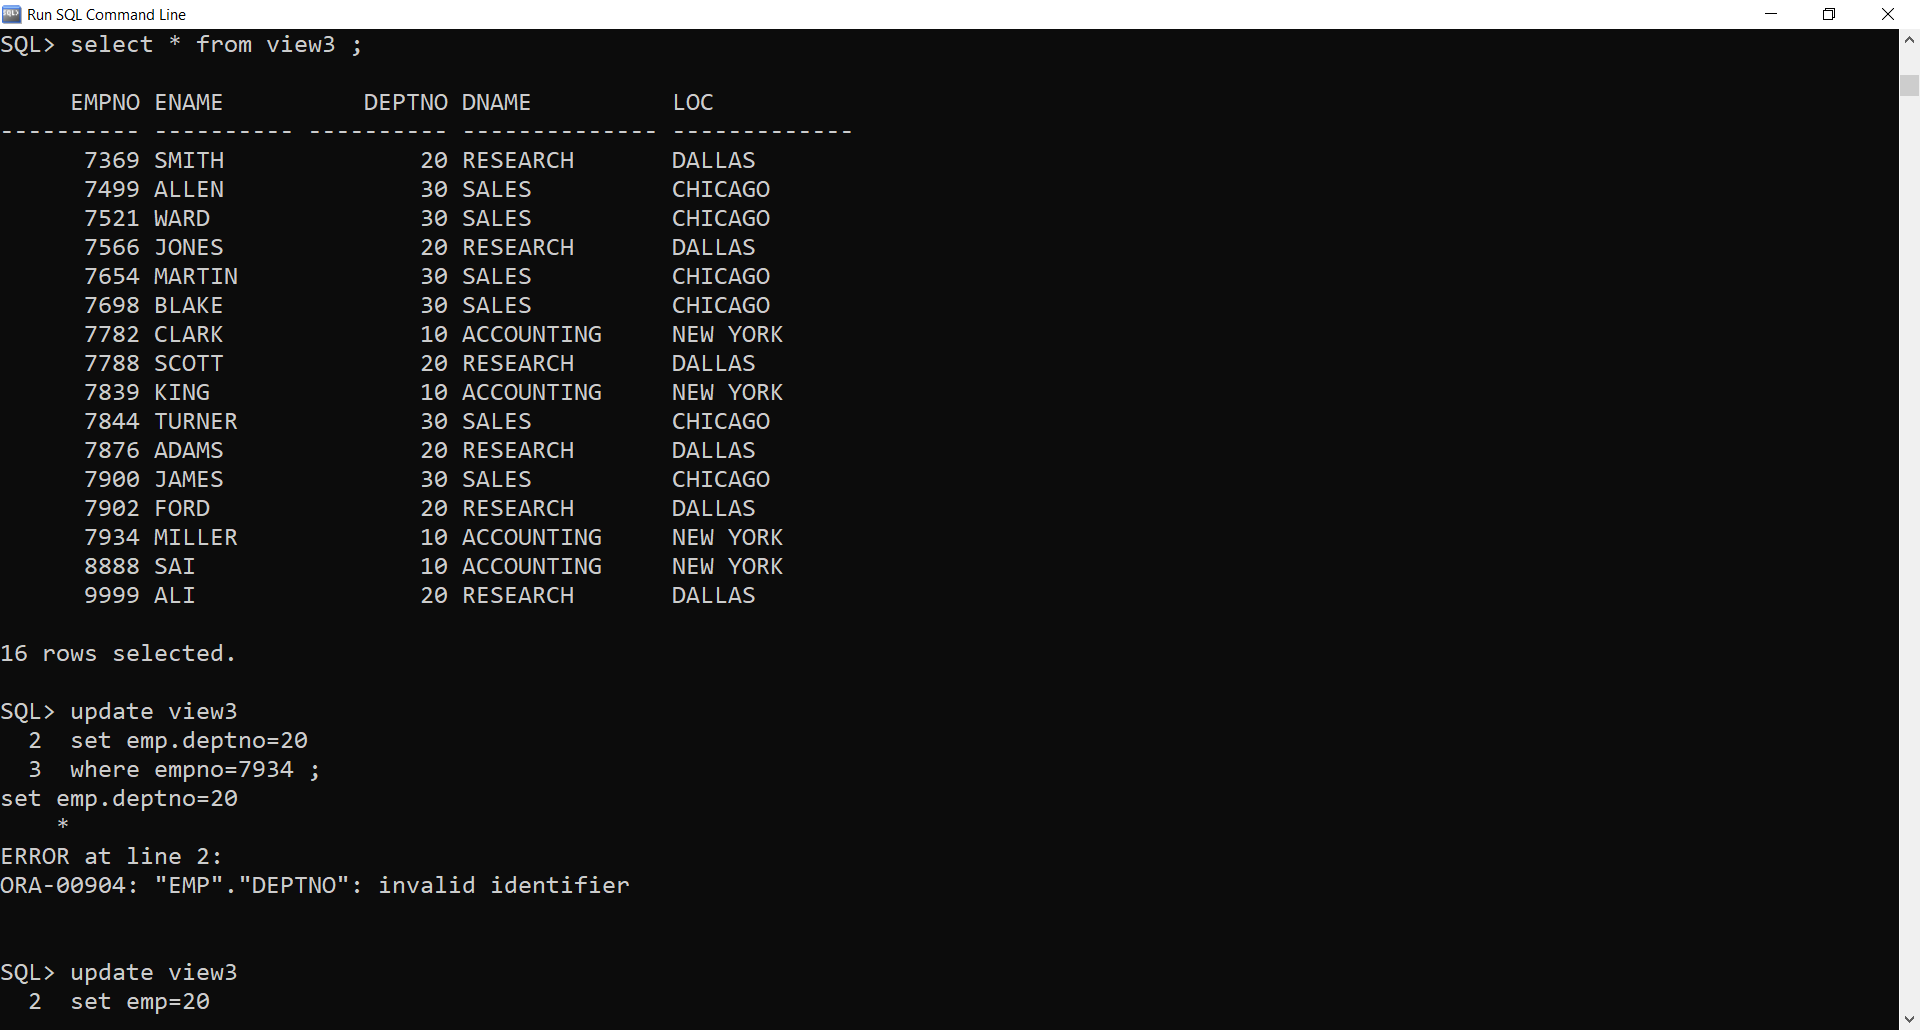 Run SQL Command Line
SQL> select * from view3 ;
     EMPNO ENAME          DEPTNO DNAME          LOC
---------- ---------- ---------- -------------- -------------
      7369 SMITH              20 RESEARCH       DALLAS
      7499 ALLEN              30 SALES          CHICAGO
      7521 WARD               30 SALES          CHICAGO
      7566 JONES              20 RESEARCH       DALLAS
      7654 MARTIN             30 SALES          CHICAGO
      7698 BLAKE              30 SALES          CHICAGO
      7782 CLARK              10 ACCOUNTING     NEW YORK
      7788 SCOTT              20 RESEARCH       DALLAS
      7839 KING               10 ACCOUNTING     NEW YORK
      7844 TURNER             30 SALES          CHICAGO
      7876 ADAMS              20 RESEARCH       DALLAS
      7900 JAMES              30 SALES          CHICAGO
      7902 FORD               20 RESEARCH       DALLAS
      7934 MILLER             10 ACCOUNTING     NEW YORK
      8888 SAI                10 ACCOUNTING     NEW YORK
      9999 ALI                20 RESEARCH       DALLAS
16 rows selected.
SQL> update view3
  2  set emp.deptno=20
  3  where empno=7934 ;
set emp.deptno=20
    *
ERROR at line 2:
ORA-00904: "EMP"."DEPTNO": invalid identifier
SQL> update view3
  2  set emp=20